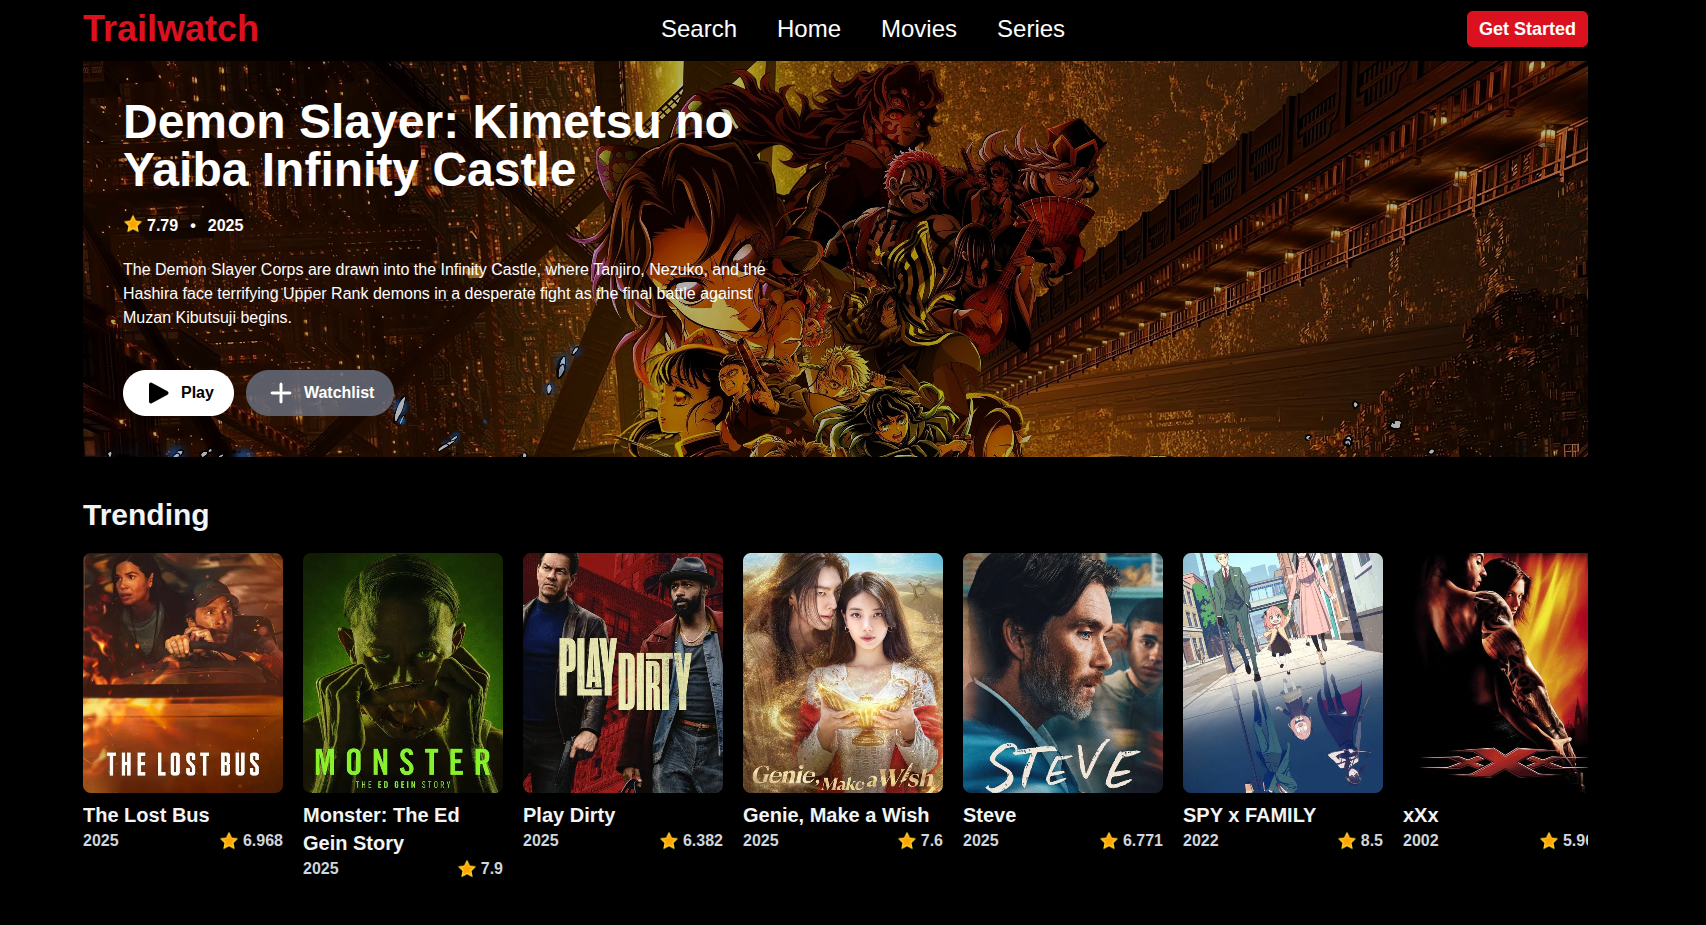 Trailwatch
Search Home Movies Series
Get Started
Demon Slayer: Kimetsu no
Yaiba Infinity Castle
7.79 • 2025
The Demon Slayer Corps are drawn into the Infinity Castle, where Tanjiro, Nezuko, and the
Hashira face terrifying Upper Rank demons in a desperate fight as the final battle against
Muzan Kibutsuji begins.
Play
Watchlist
Trending
THE LOST BUS
The Lost Bus
2025 6.968
MONSTER
THE ED GEIN STORY
Monster: The Ed
Gein Story
2025 7.9
PLAY
DIRTY
Play Dirty
2025 6.382
Genie, Make a Wish
Genie, Make a Wish
2025 7.6
STEVE
Steve
2025 6.771
SPY x FAMILY
2022 8.5
xXx
xXx
2002 5.9